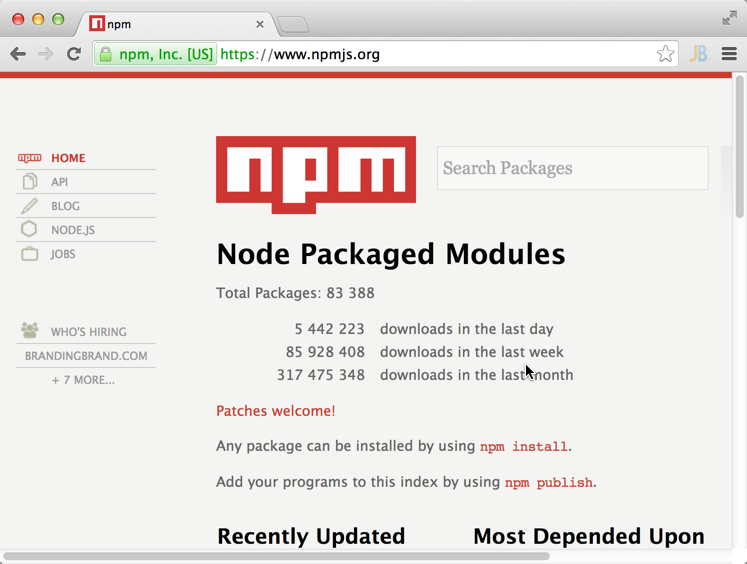 npm
npm, Inc. [US] https://www.npmjs.org
JB
npm HOME
API
BLOG
NODE.JS
JOBS
WHO'S HIRING
BRANDINGBRAND.COM
+ 7 MORE...
npm
Search Packages
Node Packaged Modules
Total Packages: 83 388
5 442 223 downloads in the last day
85 928 408 downloads in the last week
317 475 348 downloads in the last month
Patches welcome!
Any package can be installed by using npm install.
Add your programs to this index by using npm publish.
Recently Updated
Most Depended Upon